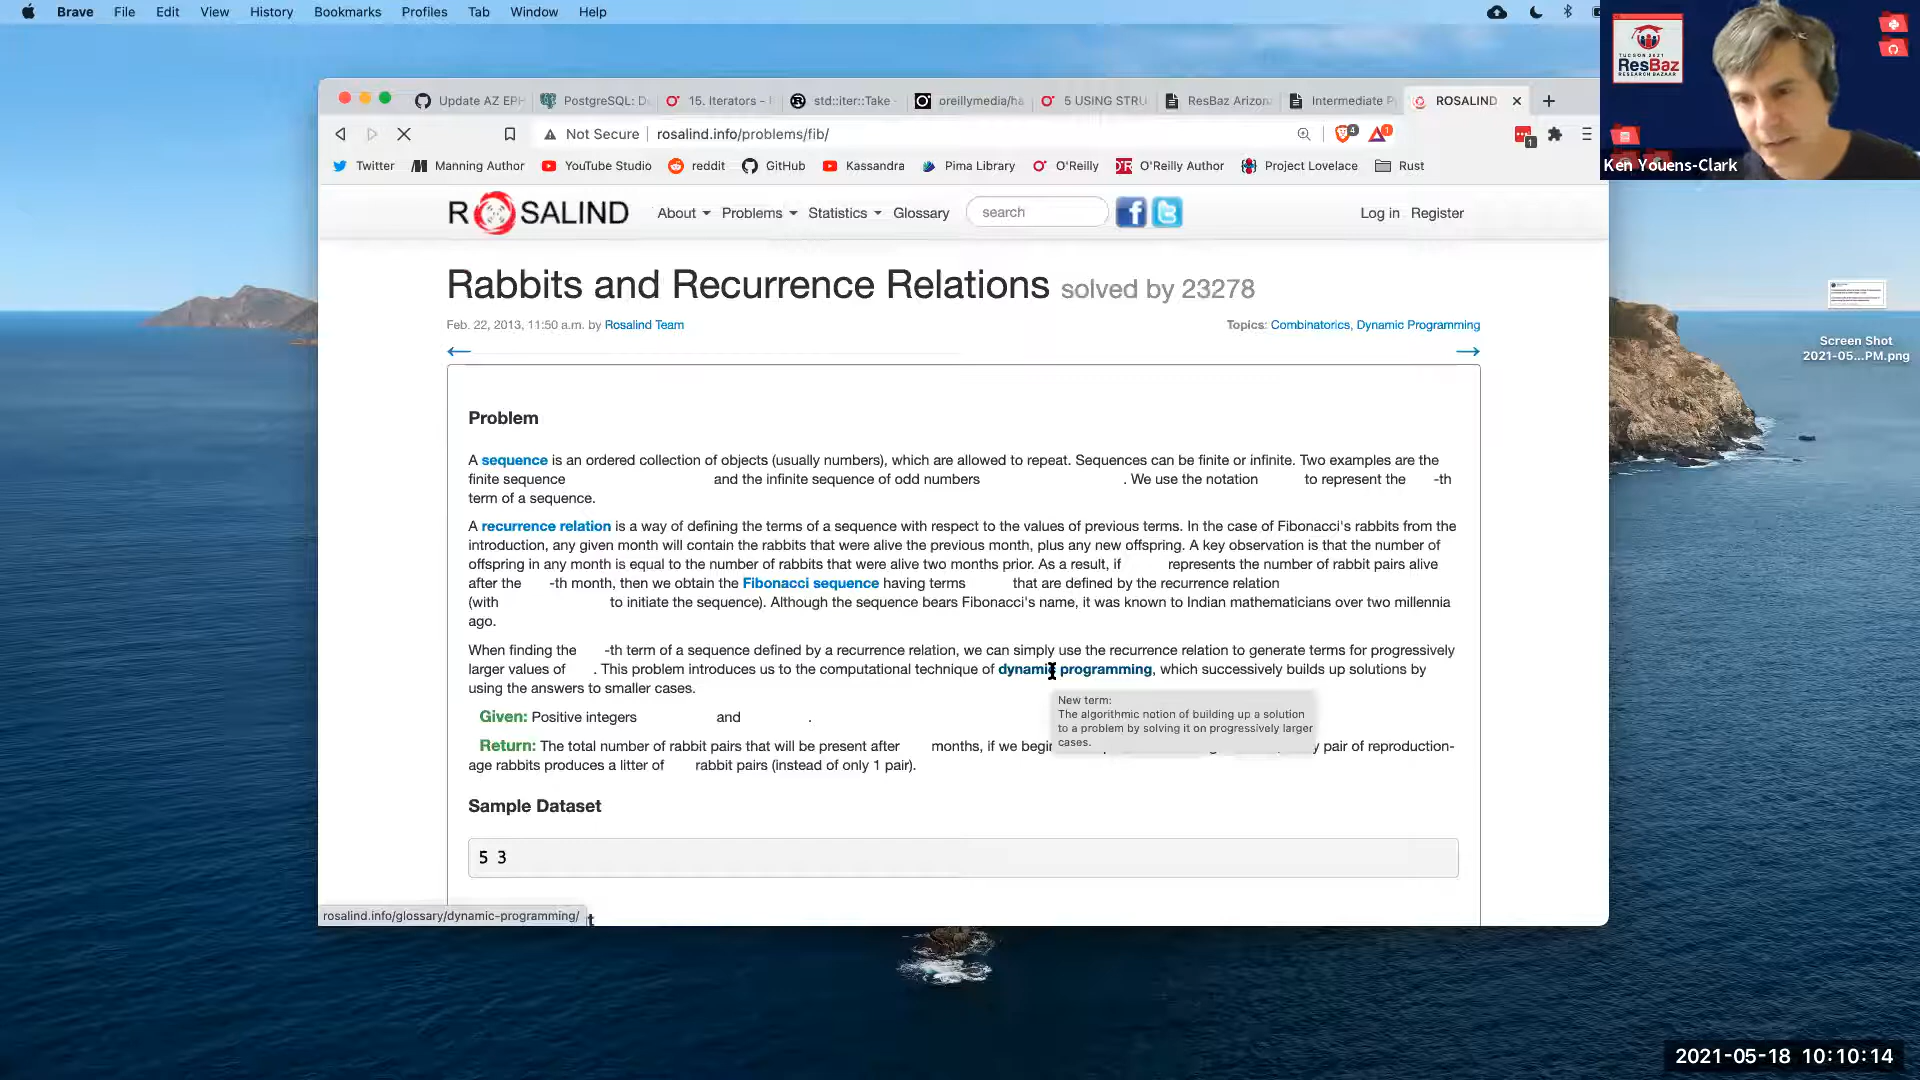 Brave File Edit View History Bookmarks Profiles Tab Window Help
TUCSON 2021
ResBaz
RESEARCH BAZAAR
Ken Youens-Clark
Update AZ EPH PostgreSQL: D 15. Iterators - std::iter::Take oreillymedia/ha 5 USING STRU ResBaz Arizon Intermediate P ROSALIND
Not Secure rosalind.info/problems/fib/
Twitter Manning Author YouTube Studio reddit GitHub Kassandra Pima Library O'Reilly O'Reilly Author Project Lovelace Rust
ROSALIND About Problems Statistics Glossary search Log in Register
Rabbits and Recurrence Relations solved by 23278
Feb. 22, 2013, 11:50 a.m. by Rosalind Team Topics: Combinatorics, Dynamic Programming
← →
Problem
A sequence is an ordered collection of objects (usually numbers), which are allowed to repeat. Sequences can be finite or infinite. Two examples are the
finite sequence and the infinite sequence of odd numbers . We use the notation to represent the -th
term of a sequence.
A recurrence relation is a way of defining the terms of a sequence with respect to the values of previous terms. In the case of Fibonacci's rabbits from the
introduction, any given month will contain the rabbits that were alive the previous month, plus any new offspring. A key observation is that the number of
offspring in any month is equal to the number of rabbits that were alive two months prior. As a result, if represents the number of rabbit pairs alive
after the -th month, then we obtain the Fibonacci sequence having terms that are defined by the recurrence relation
(with to initiate the sequence). Although the sequence bears Fibonacci's name, it was known to Indian mathematicians over two millennia
ago.
When finding the -th term of a sequence defined by a recurrence relation, we can simply use the recurrence relation to generate terms for progressively
larger values of . This problem introduces us to the computational technique of dynamic programming, which successively builds up solutions by
using the answers to smaller cases.
New term:
The algorithmic notion of building up a solution
to a problem by solving it on progressively larger
cases.
Given: Positive integers and .
Return: The total number of rabbit pairs that will be present after months, if we begin pair of reproduction-
age rabbits produces a litter of rabbit pairs (instead of only 1 pair).
Sample Dataset
5 3
rosalind.info/glossary/dynamic-programming/
Screen Shot
2021-05...PM.png
2021-05-18 10:10:14